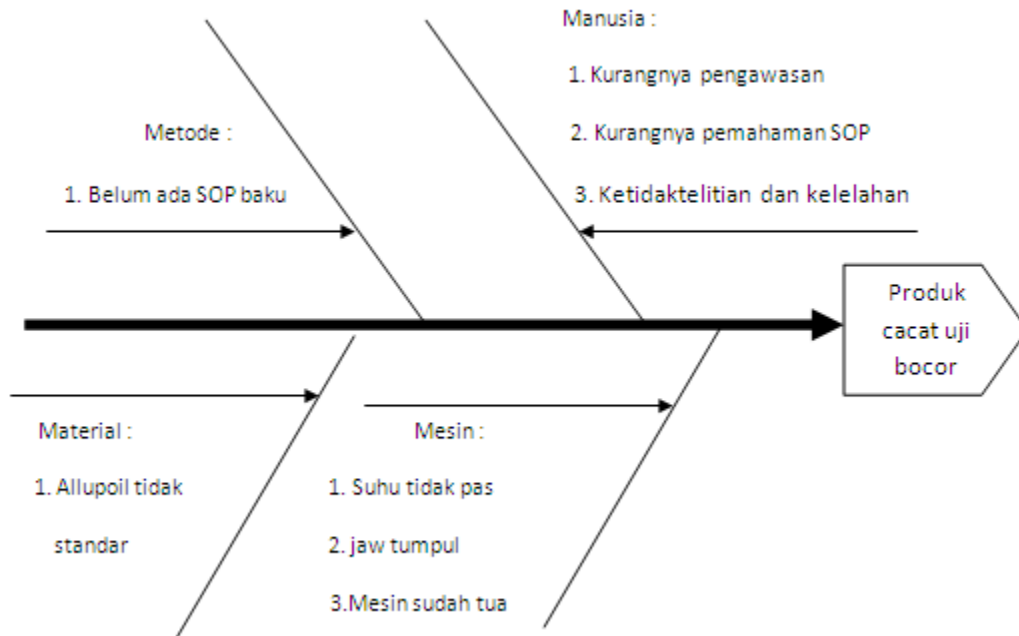 Manusia :
1. Kurangnya pengawasan
2. Kurangnya pemahaman SOP
3. Ketidaktelitian dan kelelahan
Metode :
1. Belum ada SOP baku
Produk
cacat uji
bocor
Material :
1. Allupoil tidak
standar
Mesin :
1. Suhu tidak pas
2. jaw tumpul
3.Mesin sudah tua